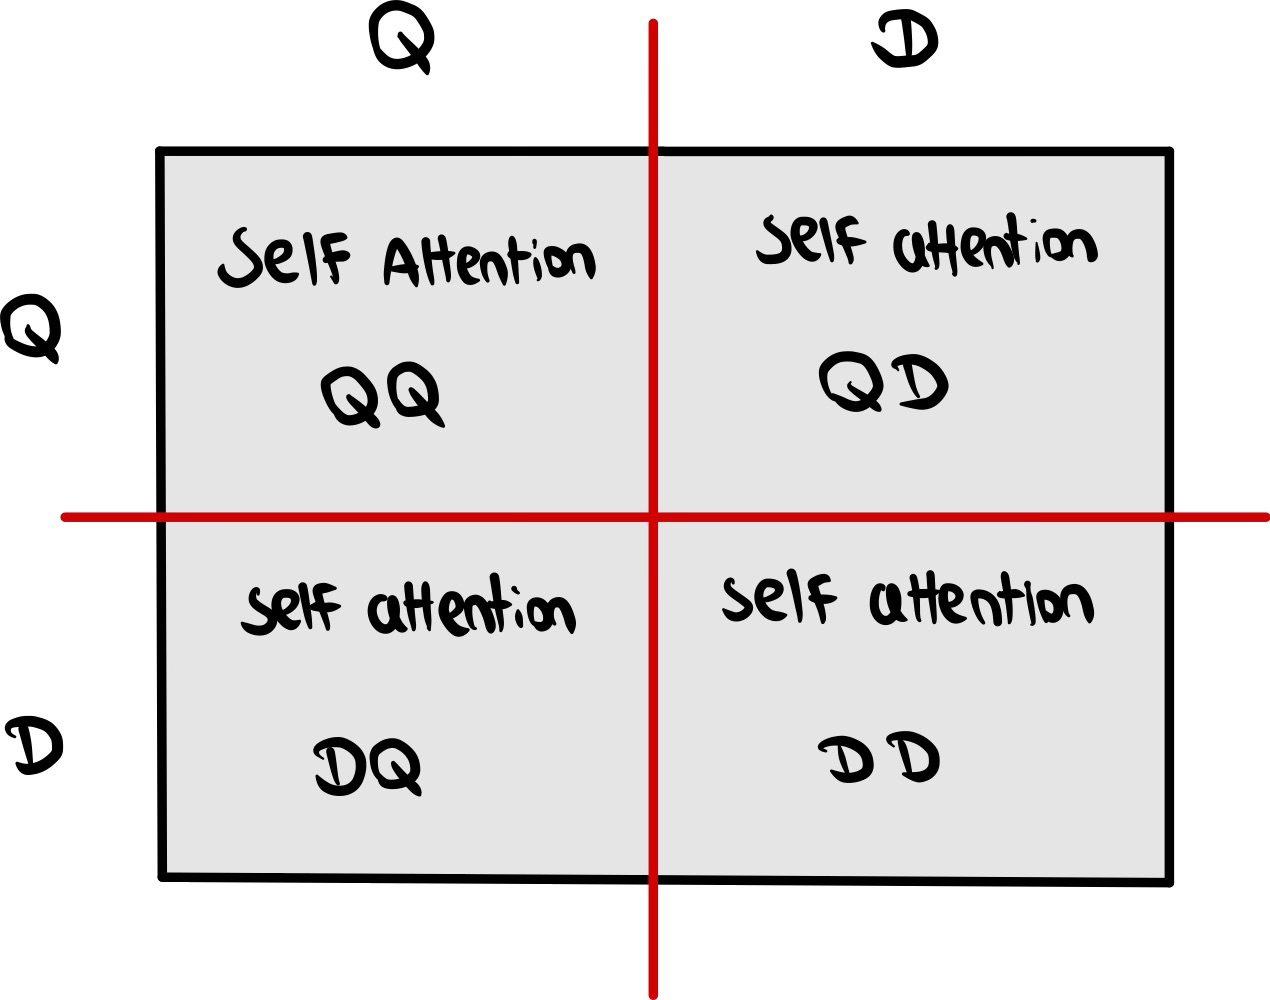 Q D
Self Attention Self attention
Q
QQ QD
Self attention Self attention
D
DQ DD